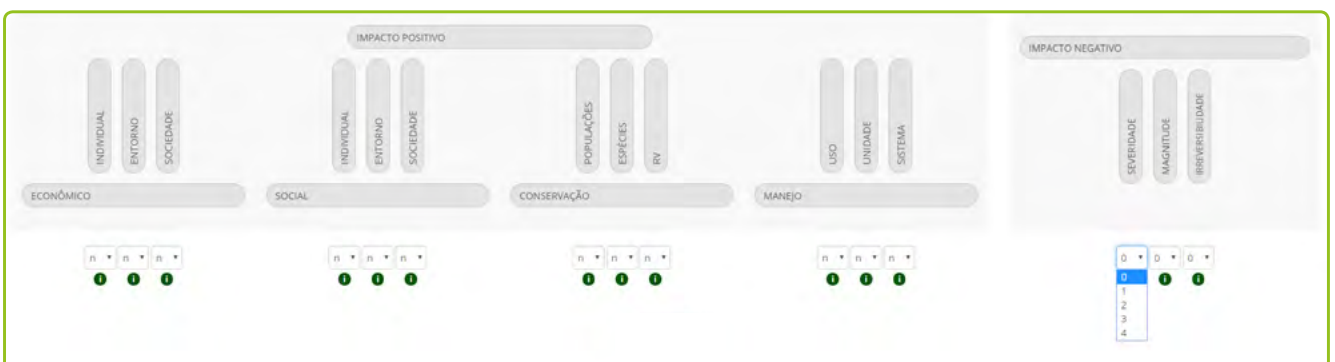 IMPACTO POSITIVO
IMPACTO NEGATIVO
INDIVIDUAL
ENTORNO
SOCIEDADE
INDIVIDUAL
ENTORNO
SOCIEDADE
POPULAÇÕES
ESPÉCIES
RV
USO
UNIDADE
SISTEMA
SEVERIDADE
MAGNITUDE
IRREVERSIBILIDADE
ECONÔMICO
SOCIAL
CONSERVAÇÃO
MANEJO
n n n n n n n n n n n n 0 0 0
i i i i i i i i i i i i i i
0
1
2
3
4